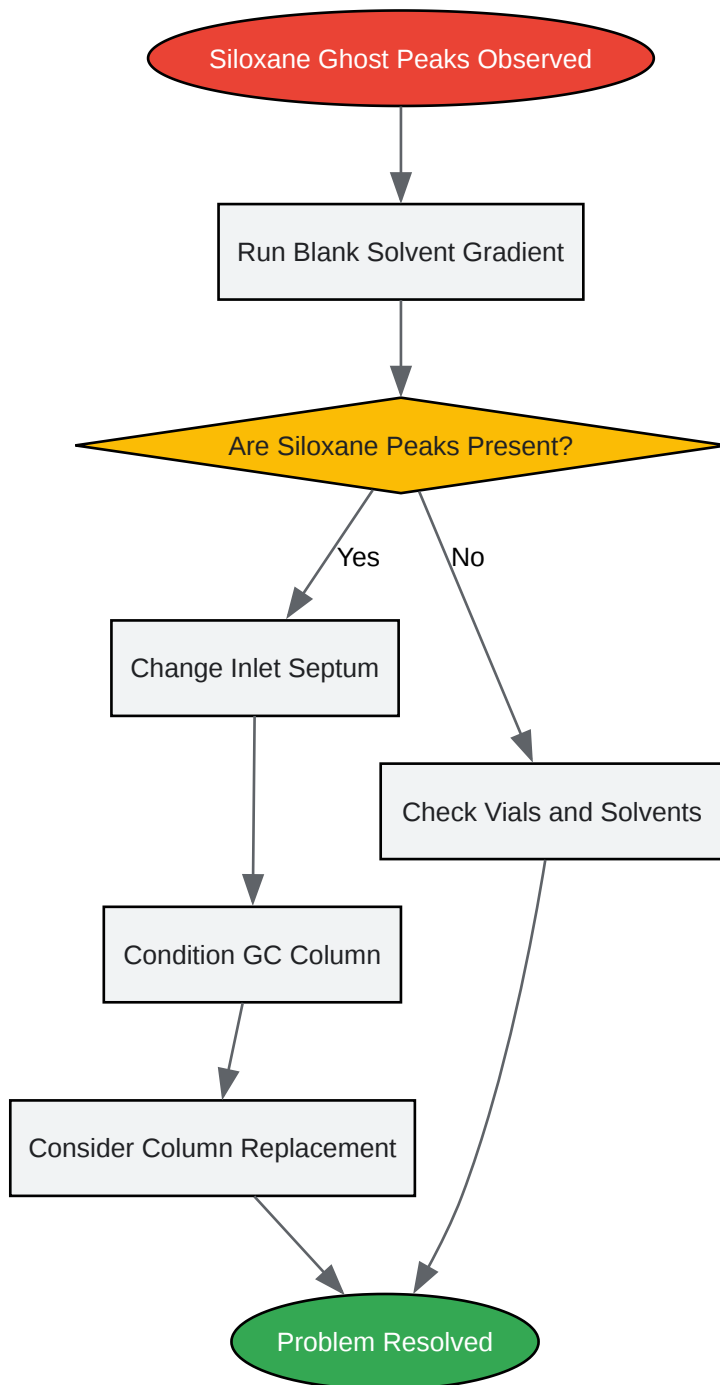 Siloxane Ghost Peaks Observed
Run Blank Solvent Gradient
Are Siloxane Peaks Present?
Yes
No
Change Inlet Septum
Check Vials and Solvents
Condition GC Column
Consider Column Replacement
Problem Resolved